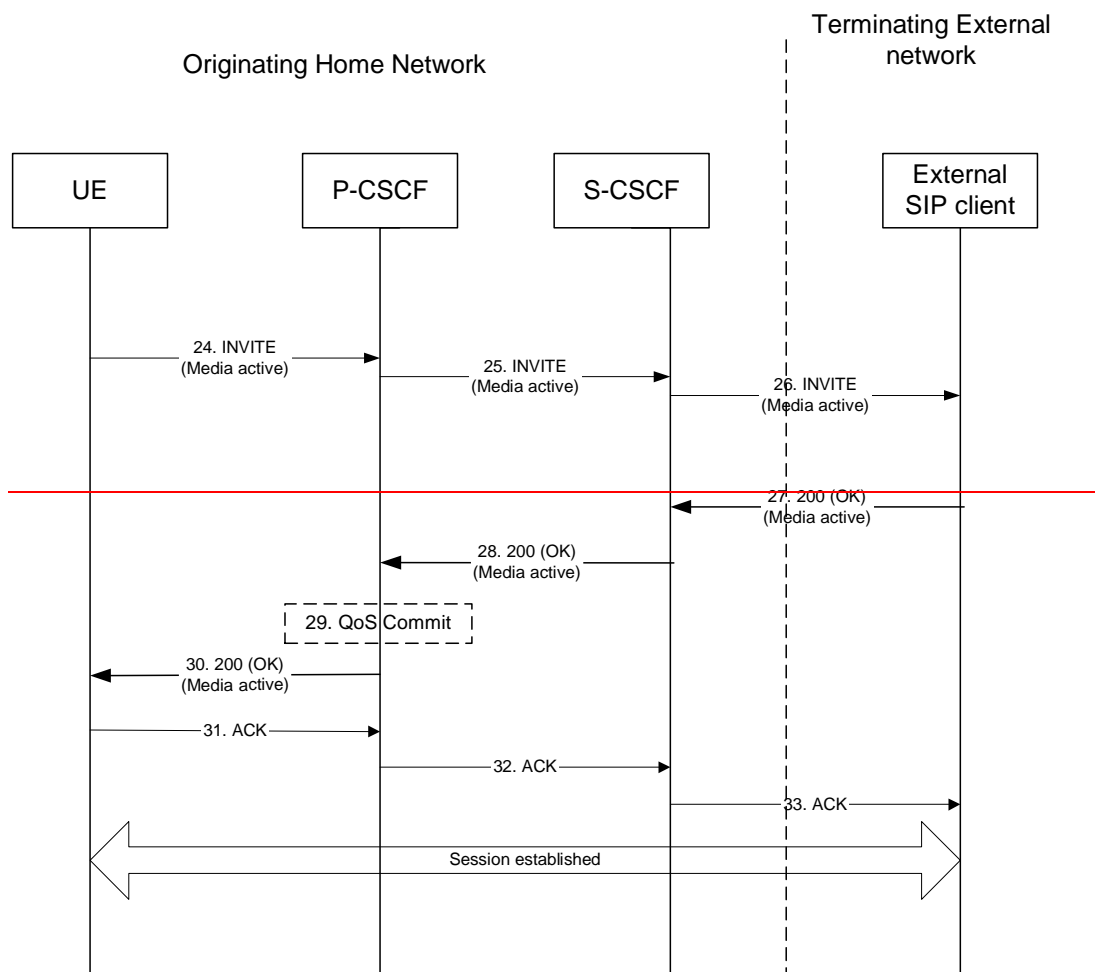 Originating Home Network
Terminating External
network
UE
P-CSCF
S-CSCF
External
SIP client
24. INVITE
(Media active)
25. INVITE
(Media active)
26. INVITE
(Media active)
27. 200 (OK)
(Media active)
28. 200 (OK)
(Media active)
29. QoS Commit
30. 200 (OK)
(Media active)
31. ACK
32. ACK
33. ACK
Session established